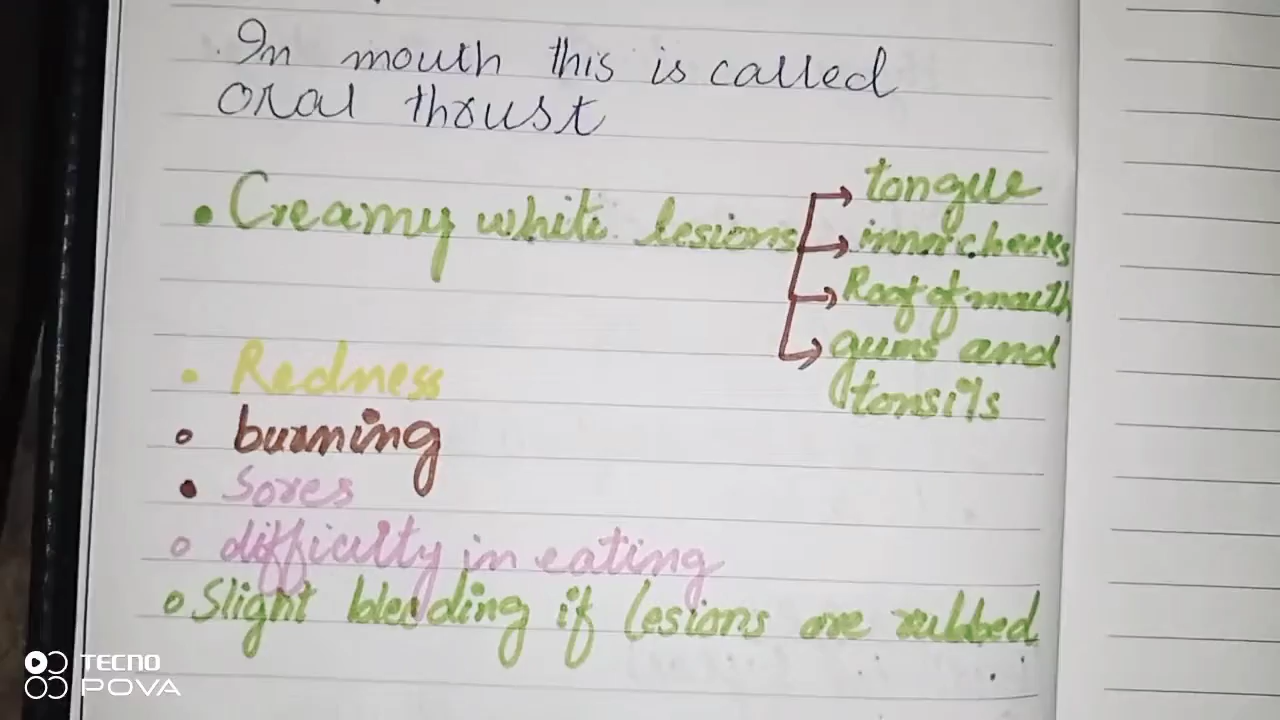 In mouth this is called
oral thrust
• Creamy white lesions → tongue
→ inner cheeks
→ Roof of mouth
→ gums and
tonsils
• Redness
• burning
• Sores
• difficulty in eating
• Slight bleeding if lesions are rubbed
TECNO
POVA